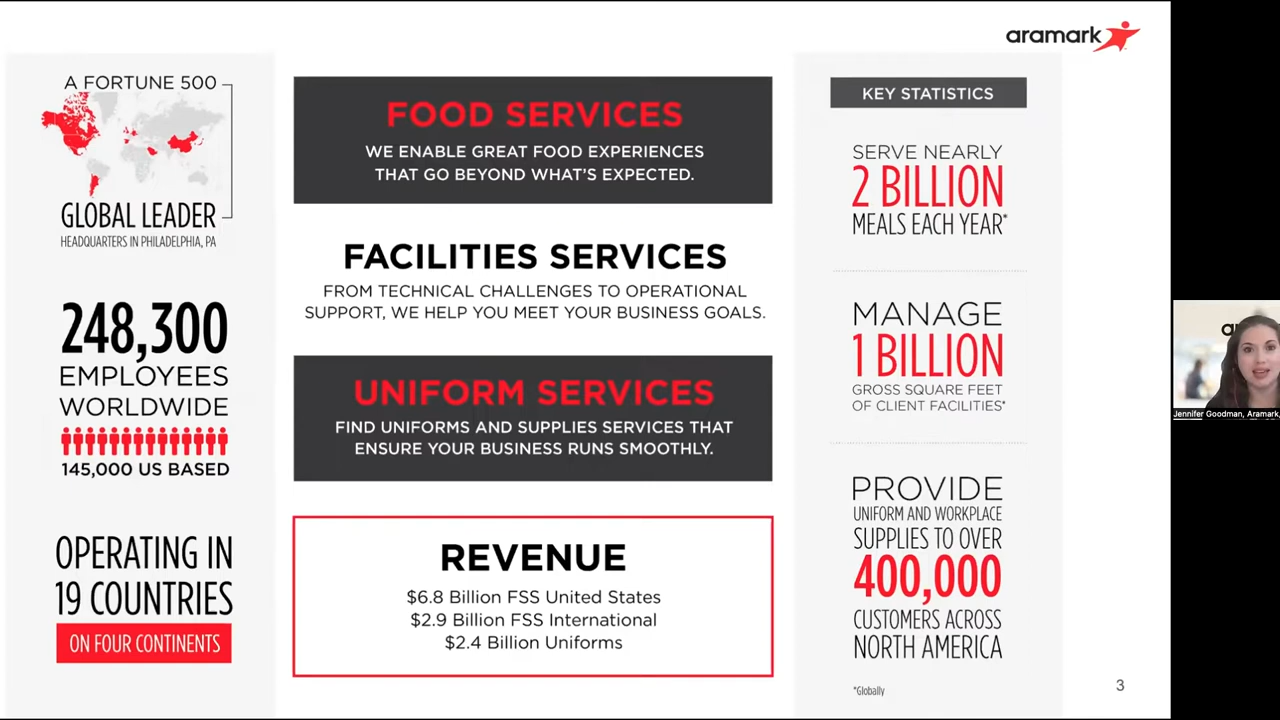 aramark
A FORTUNE 500
GLOBAL LEADER
HEADQUARTERS IN PHILADELPHIA, PA
248,300
EMPLOYEES
WORLDWIDE
145,000 US BASED
OPERATING IN
19 COUNTRIES
ON FOUR CONTINENTS
FOOD SERVICES
WE ENABLE GREAT FOOD EXPERIENCES
THAT GO BEYOND WHAT'S EXPECTED.
FACILITIES SERVICES
FROM TECHNICAL CHALLENGES TO OPERATIONAL
SUPPORT, WE HELP YOU MEET YOUR BUSINESS GOALS.
UNIFORM SERVICES
FIND UNIFORMS AND SUPPLIES SERVICES THAT
ENSURE YOUR BUSINESS RUNS SMOOTHLY.
REVENUE
$6.8 Billion FSS United States
$2.9 Billion FSS International
$2.4 Billion Uniforms
KEY STATISTICS
SERVE NEARLY
2 BILLION
MEALS EACH YEAR*
MANAGE
1 BILLION
GROSS SQUARE FEET
OF CLIENT FACILITIES*
PROVIDE
UNIFORM AND WORKPLACE
SUPPLIES TO OVER
400,000
CUSTOMERS ACROSS
NORTH AMERICA
*Globally
3
Jennifer Goodman, Aramark,